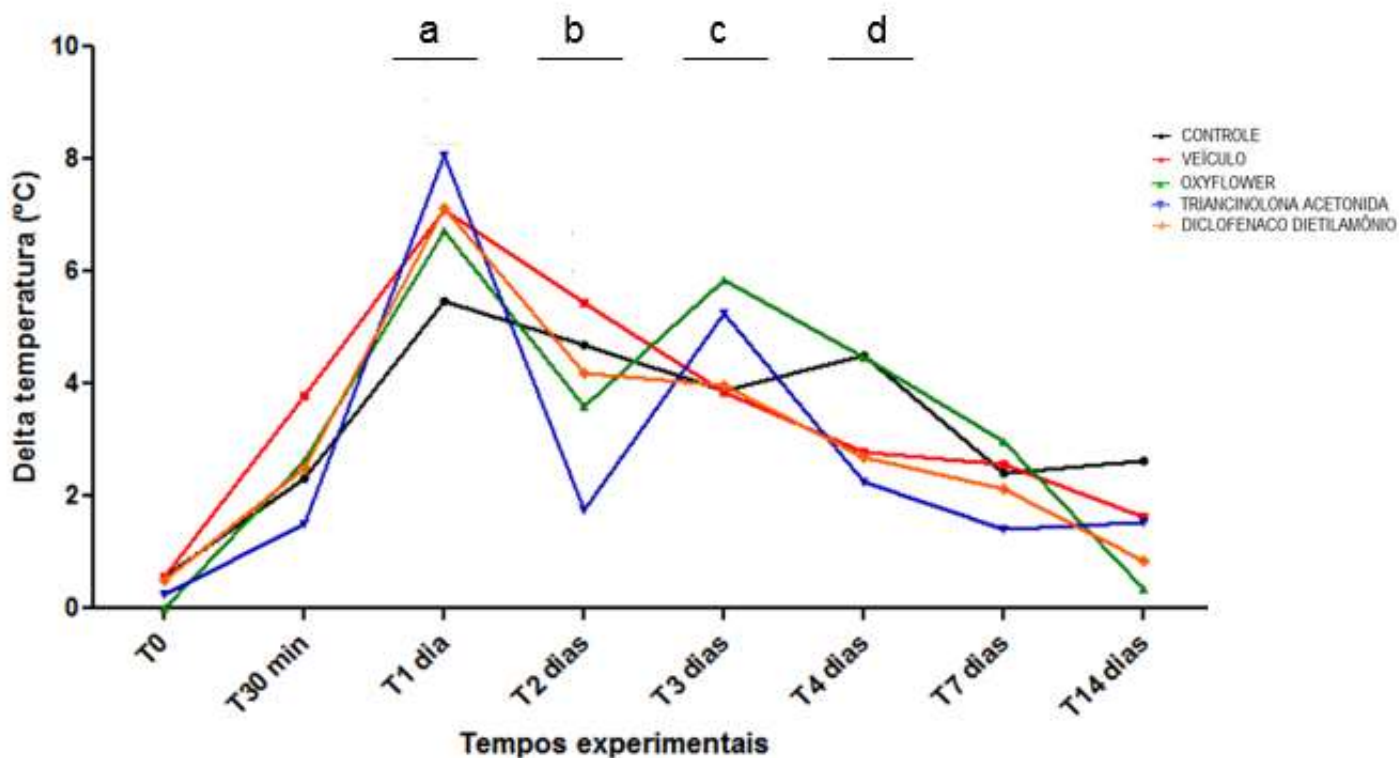 a
b
c
d
10
8
6
4
2
0
Delta temperatura (ºC)
CONTROLE
VEÍCULO
OXYFLOWER
TRIANCINOLONA ACETONIDA
DICLOFENACO DIETILAMÔNIO
T0
T30 min
T1 dia
T2 dias
T3 dias
T4 dias
T7 dias
T14 dias
Tempos experimentais